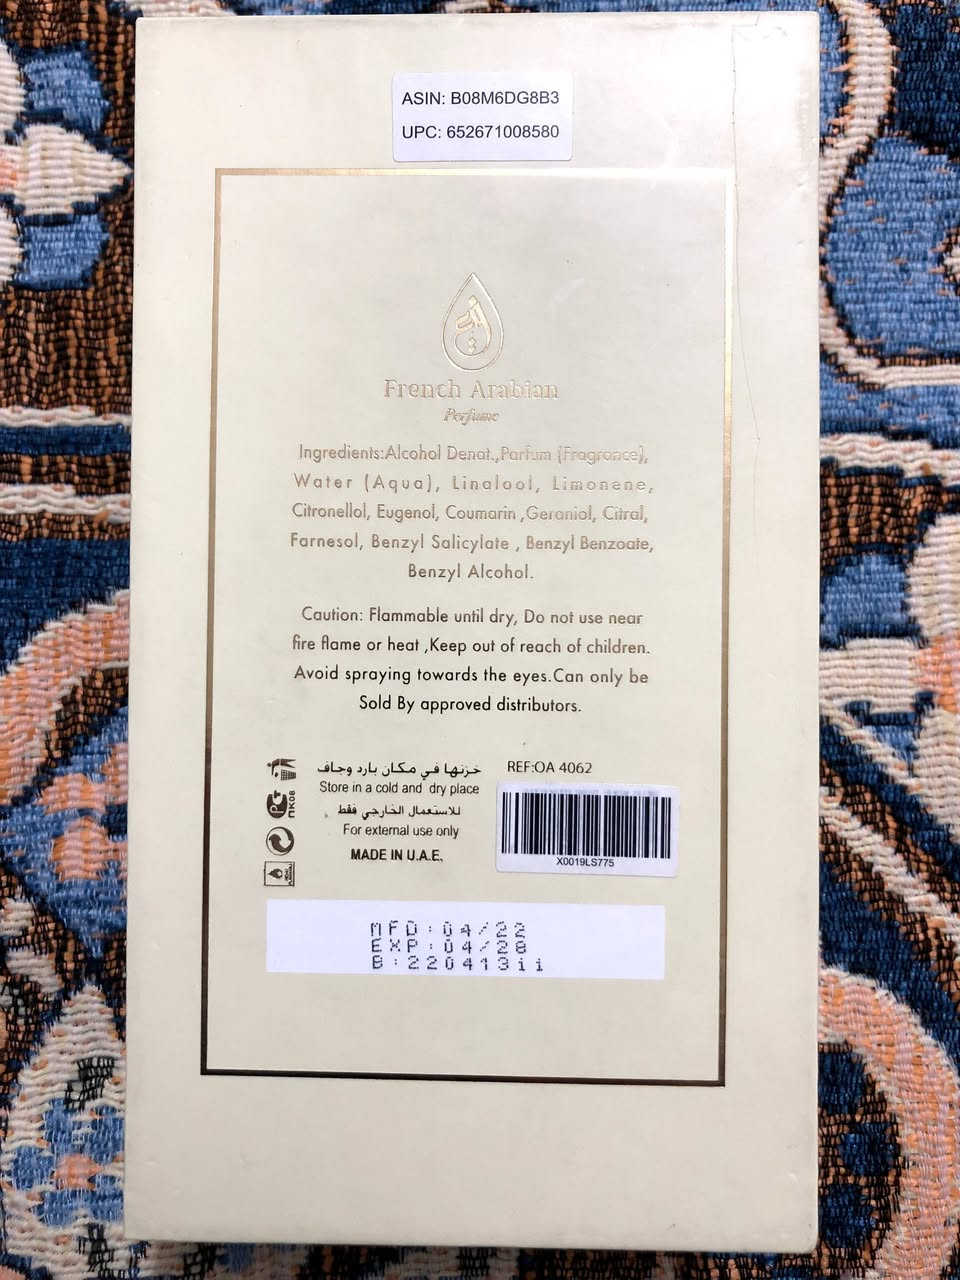 ASIN: B08M6DG8B3
UPC: 652671008580
French Arabian
Perfume
Ingredients:Alcohol Denat.,Parfum (Fragrance),
Water (Aqua), Linalool, Limonene,
Citronellol, Eugenol, Coumarin ,Geraniol, Citral,
Farnesol, Benzyl Salicylate , Benzyl Benzoate,
Benzyl Alcohol.
Caution: Flammable until dry, Do not use near
fire flame or heat ,Keep out of reach of children.
Avoid spraying towards the eyes.Can only be
Sold By approved distributors.
خزنها في مكان بارد وجاف
Store in a cold and dry place
للاستعمال الخارجي فقط
For external use only
MADE IN U.A.E.
REF:OA 4062
X0019LS775
ПК08
MFD:04/22
EXP:04/28
B:220413ii